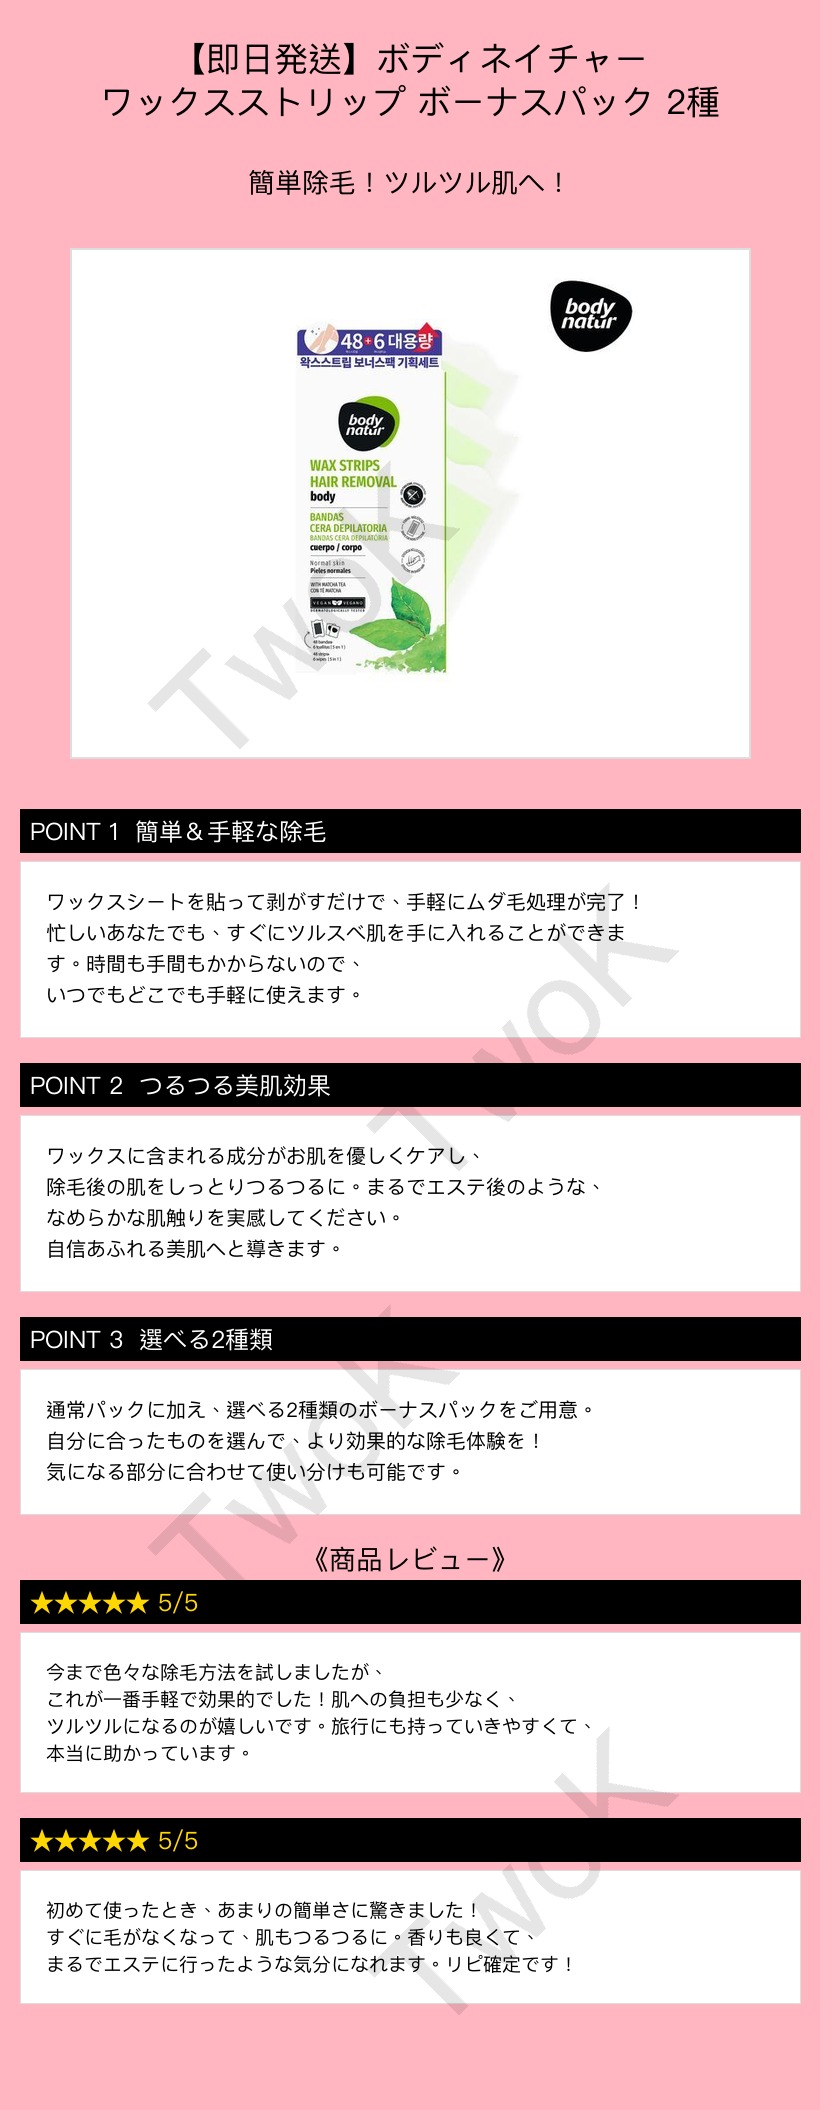 【即日発送】ボディネイチャー
ワックスストリップ ボーナスパック 2種
簡単除毛！ツルツル肌へ！
body
natur
48+6 대용량
왁스스트립 보너스팩 기획세트
body
natur
WAX STRIPS
HAIR REMOVAL
body
BANDAS
CERA DEPILATORIA
BANDAS CERA DEPILATÓRIA
cuerpo / corpo
Normal skin
Pieles normales
WITH MATCHA TEA
CON TÉ MATCHA
VEGAN VEGANO
DERMATOLOGICALLY TESTED
48 bandas
6 toallitas (5 en 1)
48 strips
6 wipes (5 in 1)
TwoK
POINT 1 簡単＆手軽な除毛
ワックスシートを貼って剥がすだけで、手軽にムダ毛処理が完了！
忙しいあなたでも、すぐにツルスベ肌を手に入れることができま
す。時間も手間もかからないので、
いつでもどこでも手軽に使えます。
TwoK
POINT 2 つるつる美肌効果
ワックスに含まれる成分がお肌を優しくケアし、
除毛後の肌をしっとりつるつるに。まるでエステ後のような、
なめらかな肌触りを実感してください。
自信あふれる美肌へと導きます。
POINT 3 選べる2種類
通常パックに加え、選べる2種類のボーナスパックをご用意。
自分に合ったものを選んで、より効果的な除毛体験を！
気になる部分に合わせて使い分けも可能です。
TwoK
《商品レビュー》
★★★★★ 5/5
今まで色々な除毛方法を試しましたが、
これが一番手軽で効果的でした！肌への負担も少なく、
ツルツルになるのが嬉しいです。旅行にも持っていきやすくて、
本当に助かっています。
★★★★★ 5/5
初めて使ったとき、あまりの簡単さに驚きました！
すぐに毛がなくなって、肌もつるつるに。香りも良くて、
まるでエステに行ったような気分になれます。リピ確定です！
TwoK